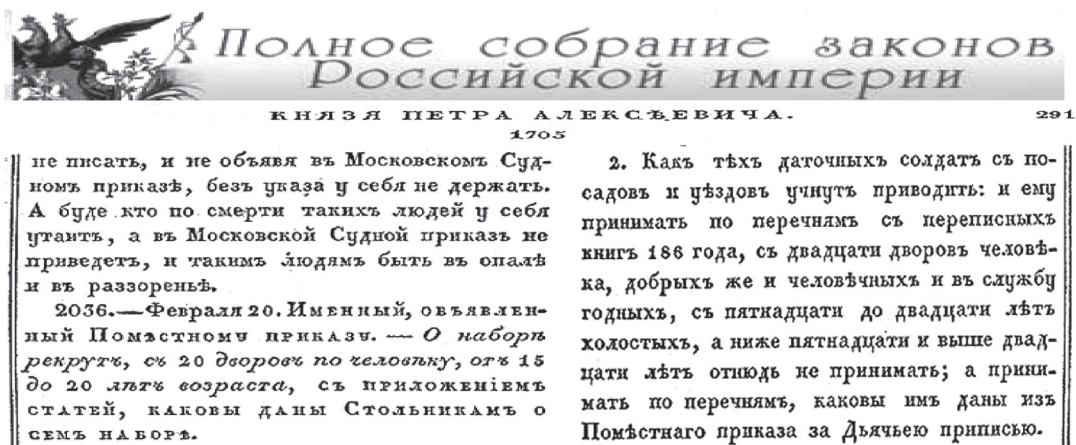 Полное собрание законов
Российской империи
КНЯЗЯ ПЕТРА АЛЕКСѢЕВИЧА. 291
1705
не писать, и не объявя въ Московскомъ Суд-
номъ приказѣ, безъ указа у себя не держать.
А буде кто по смерти такихъ людей у себя
утаитъ, а въ Московской Судной приказъ не
приведетъ, и такимъ людямъ быть въ опалѣ
и въ раззореньѣ.
2036.—Февраля 20. Именный, объявлен-
ный Помѣстному приказу. — О наборѣ
рекрутъ, съ 20 дворовъ по человѣку, отъ 15
до 20 лѣтъ возраста, съ приложеніемъ
статей, каковы даны Стольникамъ о
семъ наборѣ.
2. Какъ тѣхъ даточныхъ солдатъ съ по-
садовъ и уѣздовъ учнутъ приводить: и ему
принимать по перечнямъ съ переписныхъ
книгъ 186 года, съ двадцати дворовъ человѣ-
ка, добрыхъ же и человѣчныхъ и въ службу
годныхъ, съ пятнадцати до двадцати лѣтъ
холостыхъ, а ниже пятнадцати и выше двад-
цати лѣтъ отнюдь не принимать; а прини-
мать по перечнямъ, каковы имъ даны изъ
Помѣстнаго приказа за Дьячьею приписью.